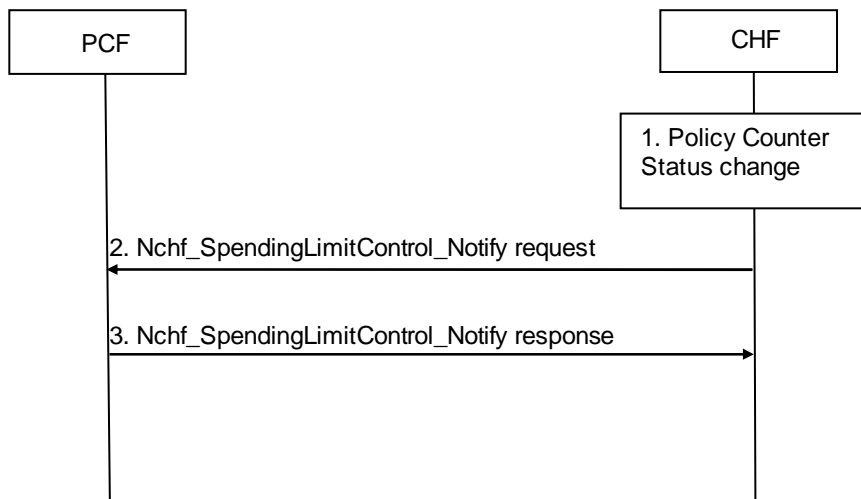 PCF
CHF
1. Policy Counter
Status change
2. Nchf_SpendingLimitControl_Notify request
3. Nchf_SpendingLimitControl_Notify response